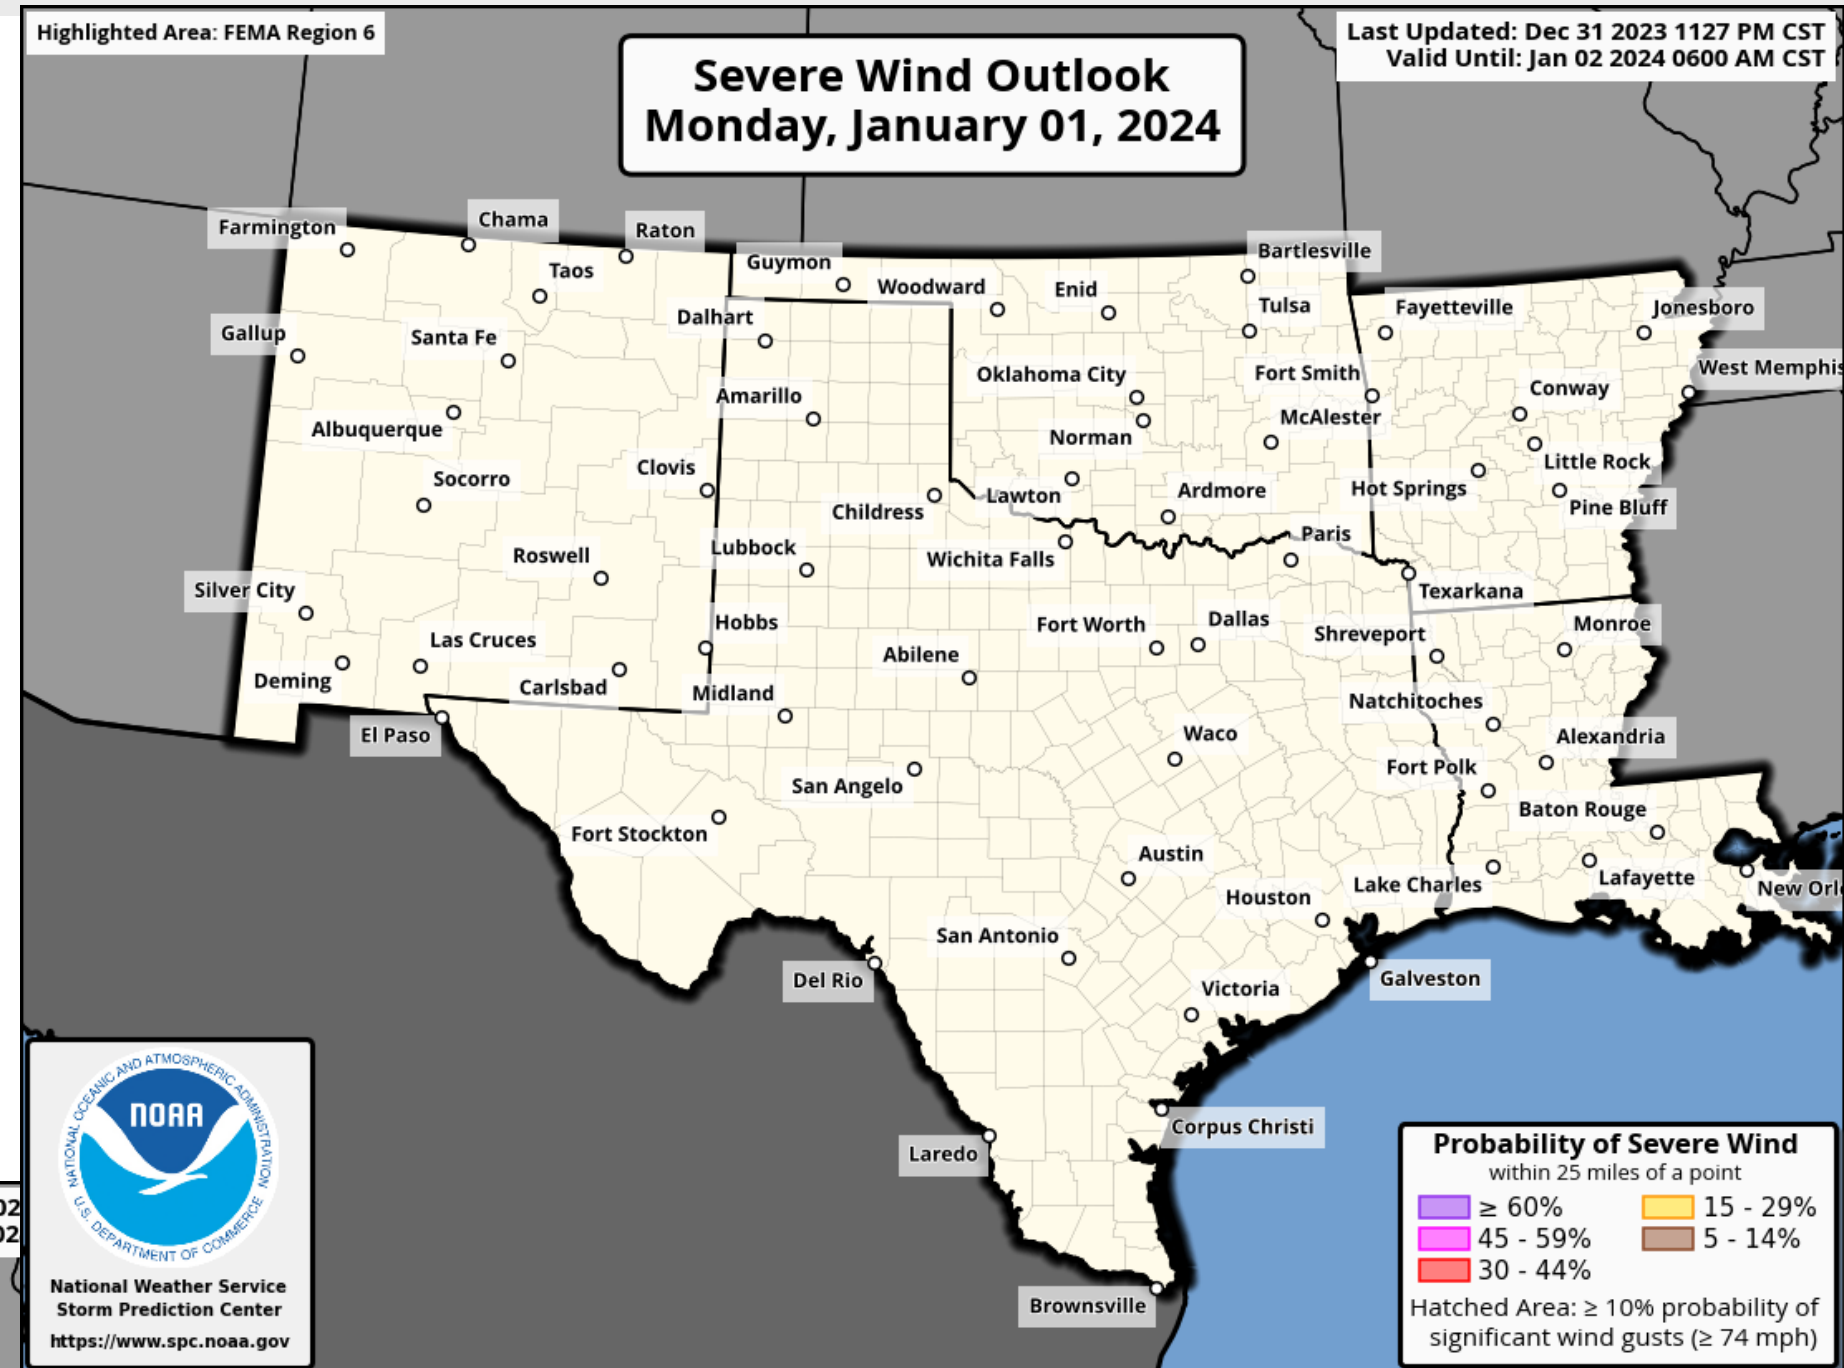 Highlighted Area: FEMA Region 6
Last Updated: Dec 31 2023 1127 PM CST
Valid Until: Jan 02 2024 0600 AM CST
Severe Wind Outlook
Monday, January 01, 2024
Farmington
Chama
Raton
Taos
Guymon
Woodward
Enid
Bartlesville
Tulsa
Fayetteville
Jonesboro
Gallup
Santa Fe
Dalhart
West Memphis
Oklahoma City
Fort Smith
Conway
Amarillo
Albuquerque
Norman
McAlester
Little Rock
Socorro
Clovis
Childress
Lawton
Ardmore
Hot Springs
Pine Bluff
Roswell
Lubbock
Wichita Falls
Paris
Silver City
Texarkana
Las Cruces
Hobbs
Abilene
Fort Worth
Dallas
Shreveport
Monroe
Deming
Carlsbad
Midland
Natchitoches
El Paso
Waco
Alexandria
San Angelo
Fort Polk
Fort Stockton
Baton Rouge
Austin
Lake Charles
Lafayette
New Orl
Houston
San Antonio
Del Rio
Victoria
Galveston
Corpus Christi
Laredo
Brownsville
02
02
NATIONAL OCEANIC AND ATMOSPHERIC ADMINISTRATION
NOAA
U.S. DEPARTMENT OF COMMERCE
National Weather Service
Storm Prediction Center
https://www.spc.noaa.gov
Probability of Severe Wind
within 25 miles of a point
≥ 60% 15 - 29%
45 - 59% 5 - 14%
30 - 44%
Hatched Area: ≥ 10% probability of
significant wind gusts (≥ 74 mph)